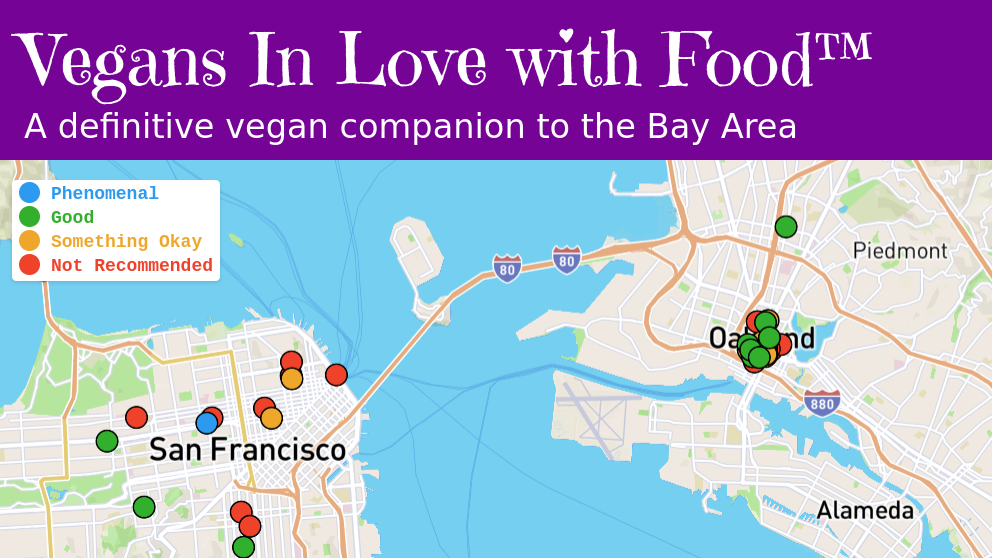 Vegans In Love with Food™
A definitive vegan companion to the Bay Area
Phenomenal
Good
Something Okay
Not Recommended
80
80
Piedmont
880
San Francisco
Alameda